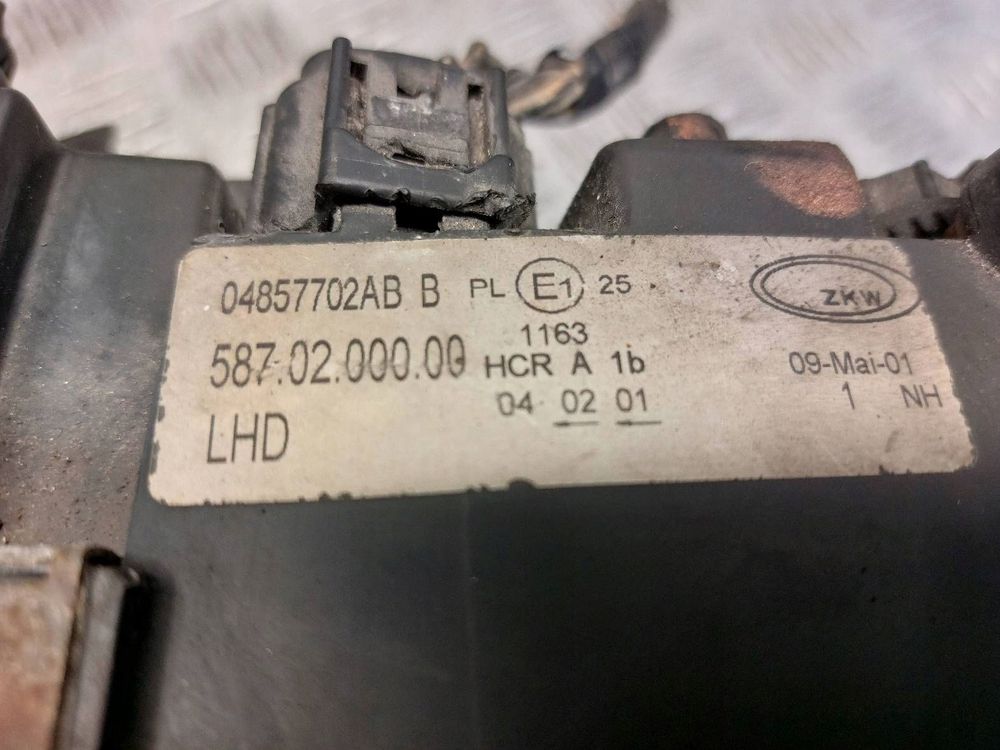 04857702AB B PL E1 25 ZKW
1163
587.02.000.00 HCR A 1b 09-Mai-01
04 02 01 1 NH
LHD